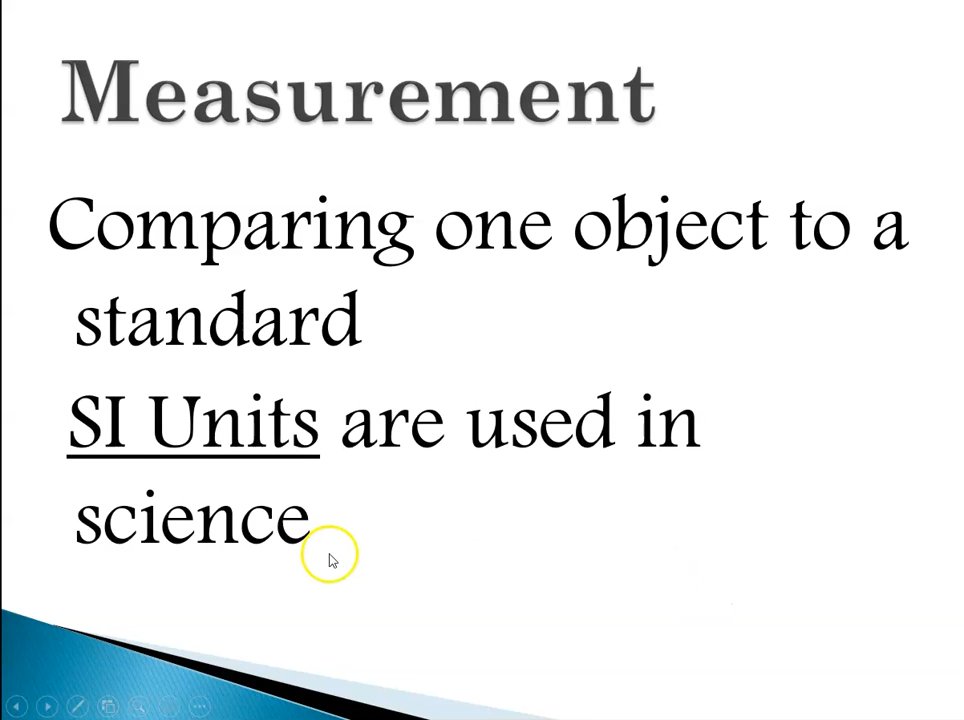 Measurement
Comparing one object to a
standard
SI Units are used in
science